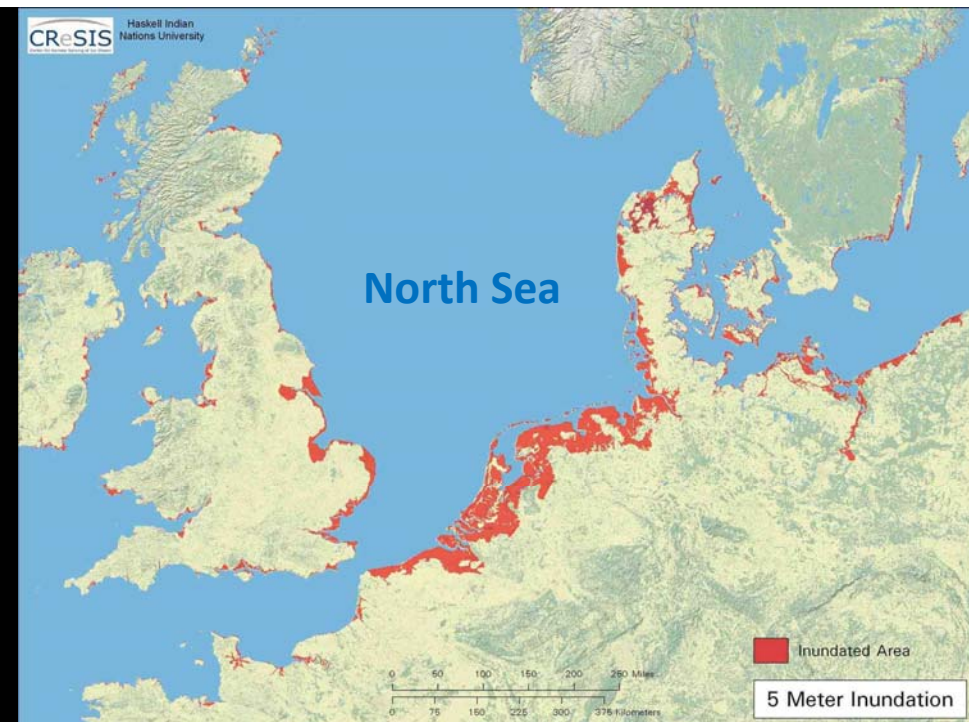 CReSIS
Haskell Indian
Nations University
North Sea
Inundated Area
0 50 100 150 200 250 Miles
0 75 150 225 300 375 Kilometers
5 Meter Inundation